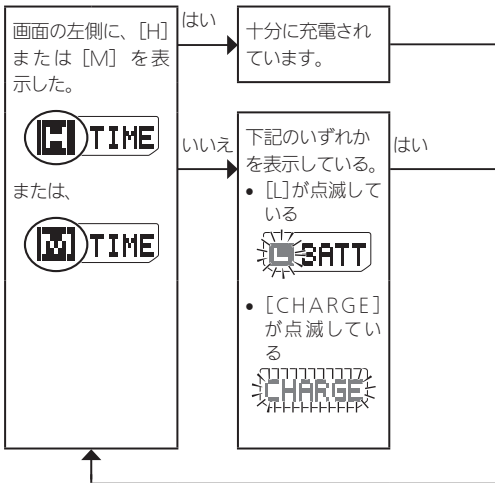 画面の左側に、[H]
または [M] を表
示した。
H TIME
または、
M TIME
はい
十分に充電され
ています。
いいえ
下記のいずれか
を表示している。
• [L]が点滅して
いる
L BATT
• [CHARGE]
が点滅してい
る
CHARGE
はい